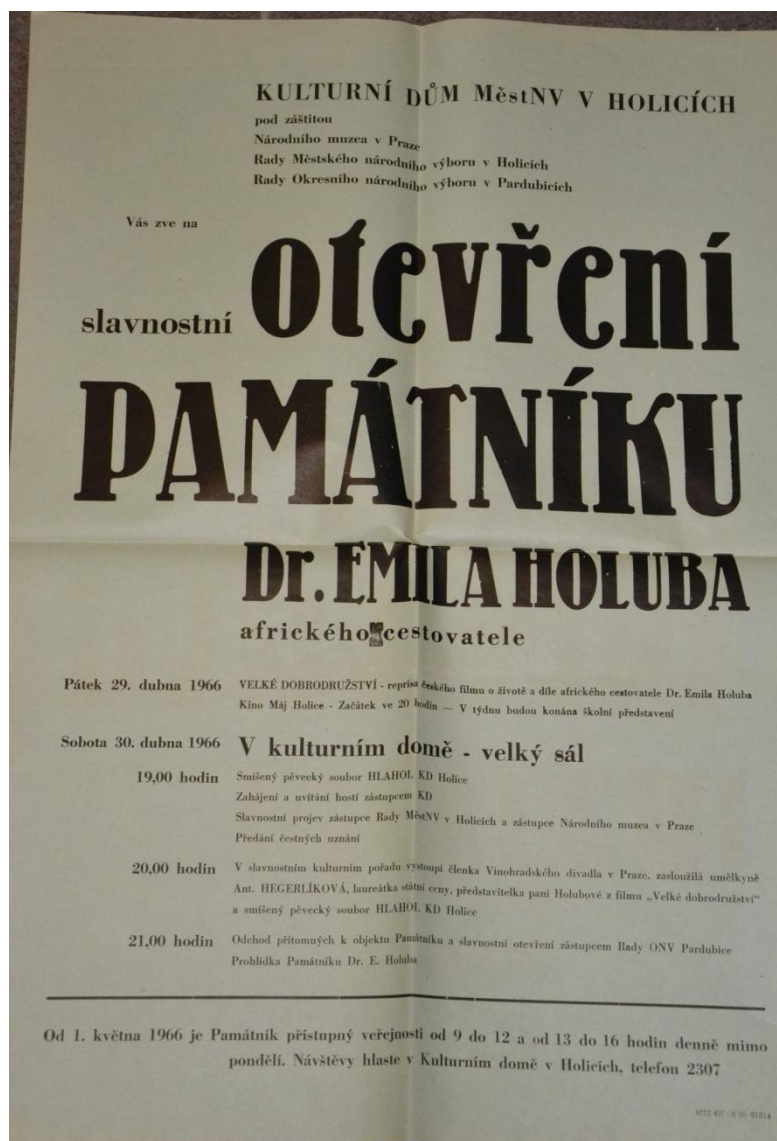 KULTURNÍ DŮM MěstNV V HOLICÍCH
pod záštitou
Národního muzea v Praze
Rady Městského národního výboru v Holicích
Rady Okresního národního výboru v Pardubicích
Vás zve na
slavnostní otevření
PAMÁTNÍKU
Dr. EMILA HOLUBA
afrického cestovatele
Pátek 29. dubna 1966 VELKÉ DOBRODRUŽSTVÍ - reprisa českého filmu o životě a díle afrického cestovatele Dr. Emila Holuba
Kino Máj Holice - Začátek ve 20 hodin — V týdnu budou konána školní představení
Sobota 30. dubna 1966 V kulturním domě - velký sál
19,00 hodin Smíšený pěvecký soubor HLAHOL KD Holice
Zahájení a uvítání hostí zástupcem KD
Slavnostní projev zástupce Rady MěstNV v Holicích a zástupce Národního muzea v Praze
Předání čestných uznání
20,00 hodin V slavnostním kulturním pořadu vystoupí členka Vinohradského divadla v Praze, zasloužilá umělkyně
Ant. HEGERLÍKOVÁ, laureátka státní ceny, představitelka paní Holubové z filmu „Velké dobrodružství“
a smíšený pěvecký soubor HLAHOL KD Holice
21,00 hodin Odchod přítomných k objektu Památníku a slavnostní otevření zástupcem Rady ONV Pardubice
Prohlídka Památníku Dr. E. Holuba
Od 1. května 1966 je Památník přístupný veřejnosti od 9 do 12 a od 13 do 16 hodin denně mimo
pondělí. Návštěvy hlaste v Kulturním domě v Holicích, telefon 2307